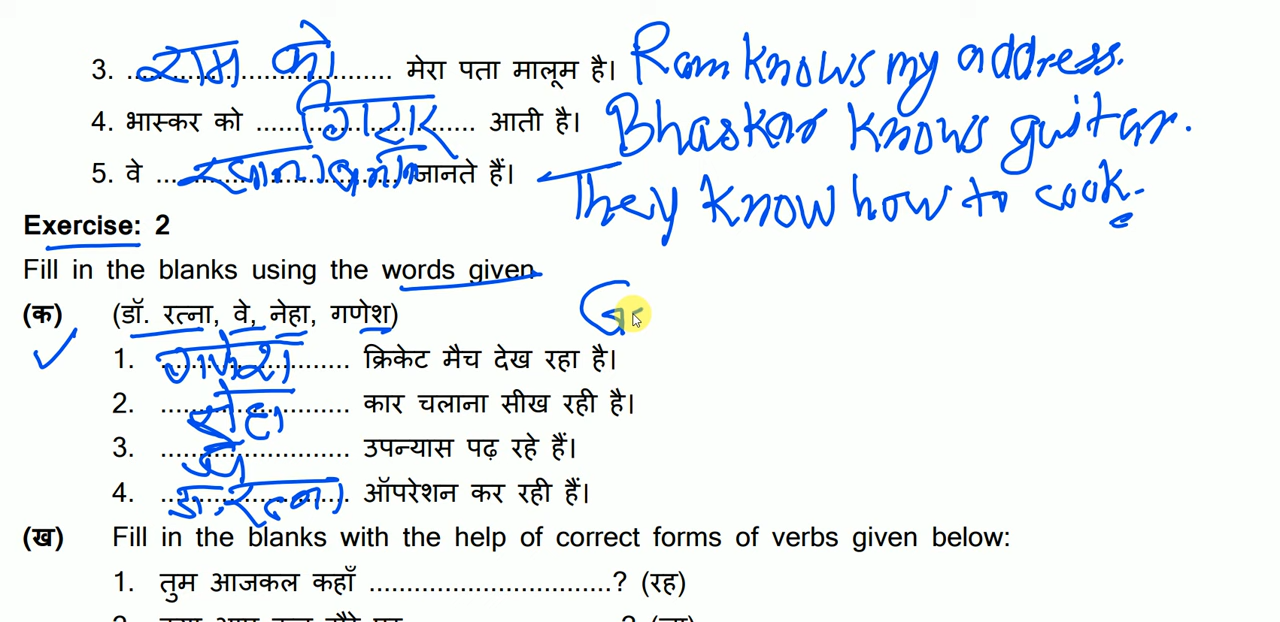 3. राम को मेरा पता मालूम है। Ram knows my address.
4. भास्कर को गिटार आती है। Bhaskar knows guitar.
5. वे खाना बनाना जानते हैं। They know how to cook.
Exercise: 2
Fill in the blanks using the words given
(क) (डॉ. रत्ना, वे, नेहा, गणेश) G
1. गणेश क्रिकेट मैच देख रहा है।
2. नेहा कार चलाना सीख रही है।
3. वे उपन्यास पढ़ रहे हैं।
4. डा. रत्ना ऑपरेशन कर रही हैं।
(ख) Fill in the blanks with the help of correct forms of verbs given below:
1. तुम आजकल कहाँ ................................? (रह)